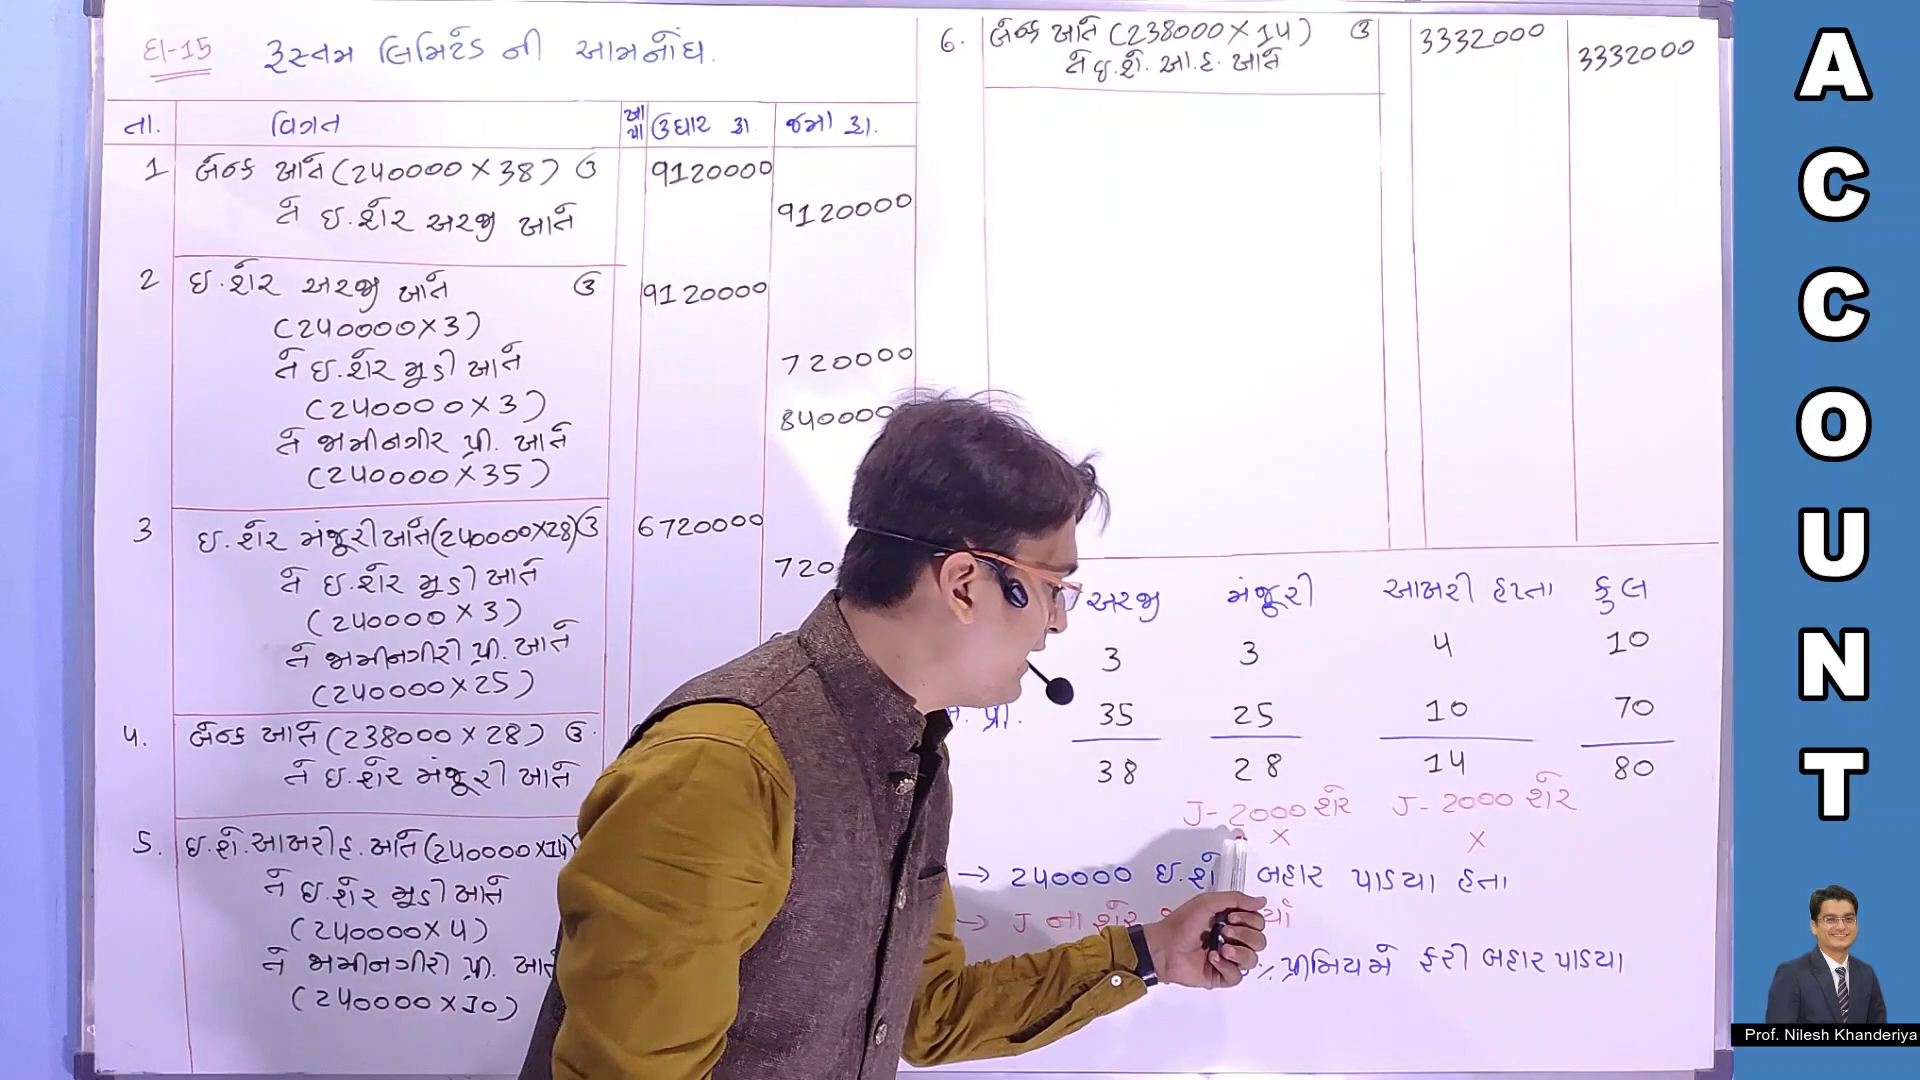 દા-15 રૂસ્તમ લિમિટેડ ની આમનોંધ.
તા. વિગત ખા પા ઉધાર રૂા. જમા રૂા.
1 બેન્ક ખાતે (240000 X 38) ઉ 9120000
તે ઇ.શેર અરજી ખાતે 9120000
2 ઇ.શેર અરજી ખાતે ઉ 9120000
(240000 X 3)
તે ઇ.શેર મુડી ખાતે 720000
(240000 X 3)
તે જામીનગીરી પ્રી. ખાતે 840000
(240000 X 35)
3 ઇ.શેર મંજૂરી ખાતે (240000 X 28) ઉ 6720000
તે ઇ.શેર મુડી ખાતે 720
(240000 X 3)
તે જામીનગીરી પ્રી. ખાતે
(240000 X 25)
4. બેન્ક ખાતે (238000 X 28) ઉ.
તે ઇ.શેર મંજૂરી ખાતે
5. ઇ.શે.આખરી હ. ખાતે (240000 X 14)
તે ઇ.શેર મુડી ખાતે
(240000 X 4)
તે જામીનગીરી પ્રી. ખાતે
(240000 X 10)
6. બેન્ક ખાતે (238000 X 14) ઉ 3332000
તે ઇ.શે. આ.હ. ખાતે 3332000
અરજી મંજૂરી આખરી હપ્તા કુલ
3 3 4 10
પ્રી. 35 25 10 70
38 28 14 80
J-2000 શેર J-2000 શેર
X X
→ 240000 ઇ.શે બહાર પાડયા હતા
→ J ના શેર
% પ્રીમિયમે ફરી બહાર પાડયા
ACCOUNT
Prof. Nilesh Khanderiya